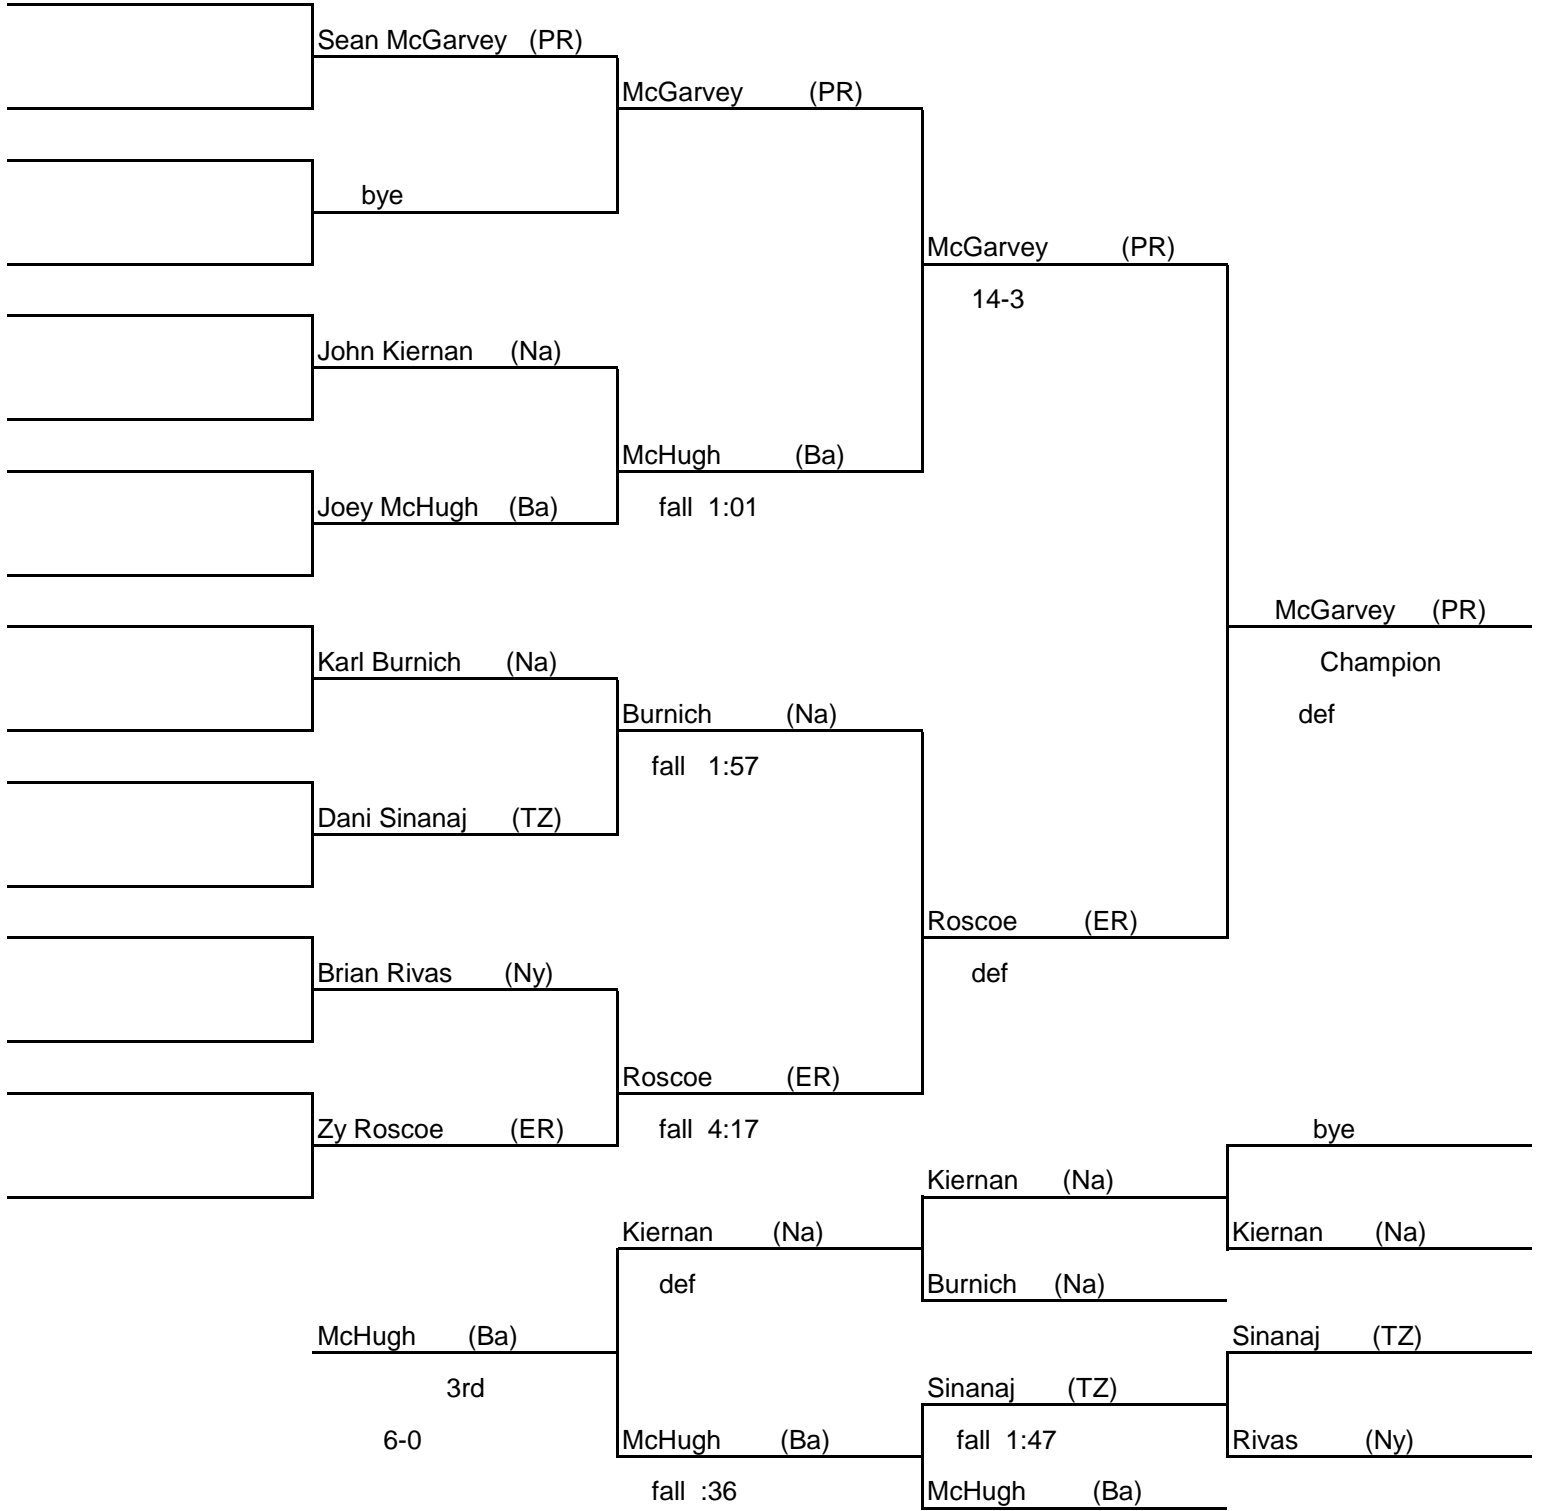 Sean McGarvey (PR)
McGarvey (PR)
bye
McGarvey (PR)
14-3
John Kiernan (Na)
McHugh (Ba)
Joey McHugh (Ba)
fall 1:01
McGarvey (PR)
Karl Burnich (Na)
Champion
Burnich (Na)
def
fall 1:57
Dani Sinanaj (TZ)
Roscoe (ER)
Brian Rivas (Ny)
def
Roscoe (ER)
Zy Roscoe (ER)
fall 4:17
bye
Kiernan (Na)
Kiernan (Na)
Kiernan (Na)
def
Burnich (Na)
McHugh (Ba)
Sinanaj (TZ)
3rd
Sinanaj (TZ)
6-0
McHugh (Ba)
fall 1:47
Rivas (Ny)
fall :36
McHugh (Ba)